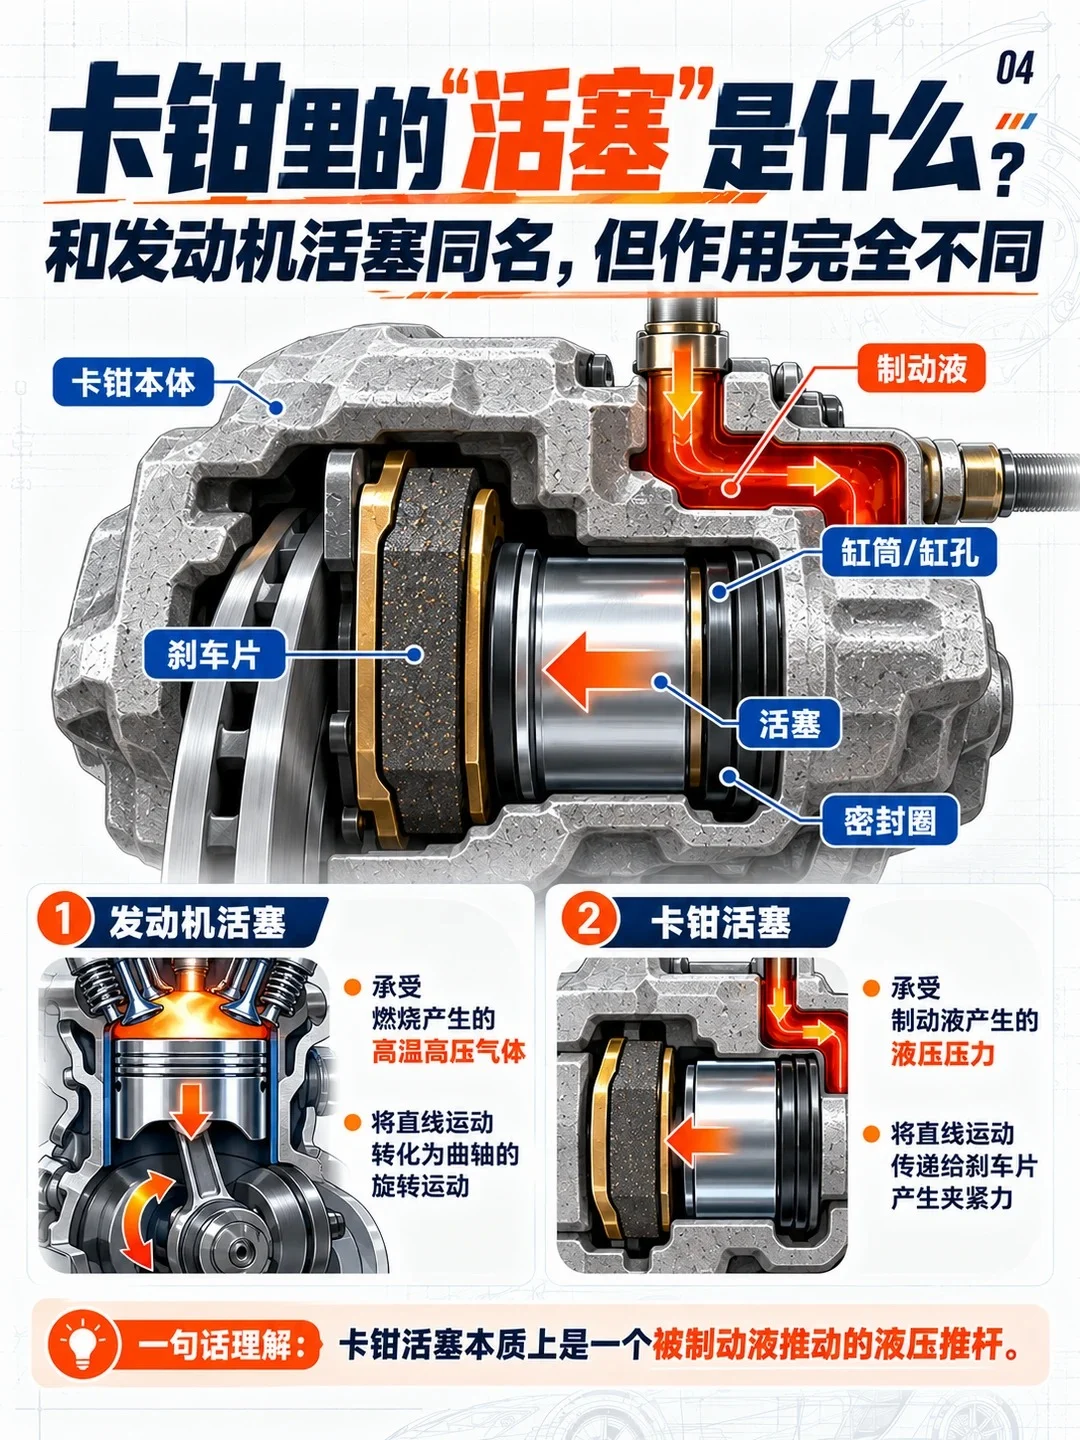 04
卡钳里的“活塞”是什么?
和发动机活塞同名，但作用完全不同
卡钳本体
制动液
缸筒/缸孔
刹车片
活塞
密封圈
1 发动机活塞
承受
燃烧产生的
高温高压气体
将直线运动
转化为曲轴的
旋转运动
2 卡钳活塞
承受
制动液产生的
液压压力
将直线运动
传递给刹车片
产生夹紧力
一句话理解：卡钳活塞本质上是一个被制动液推动的液压推杆。